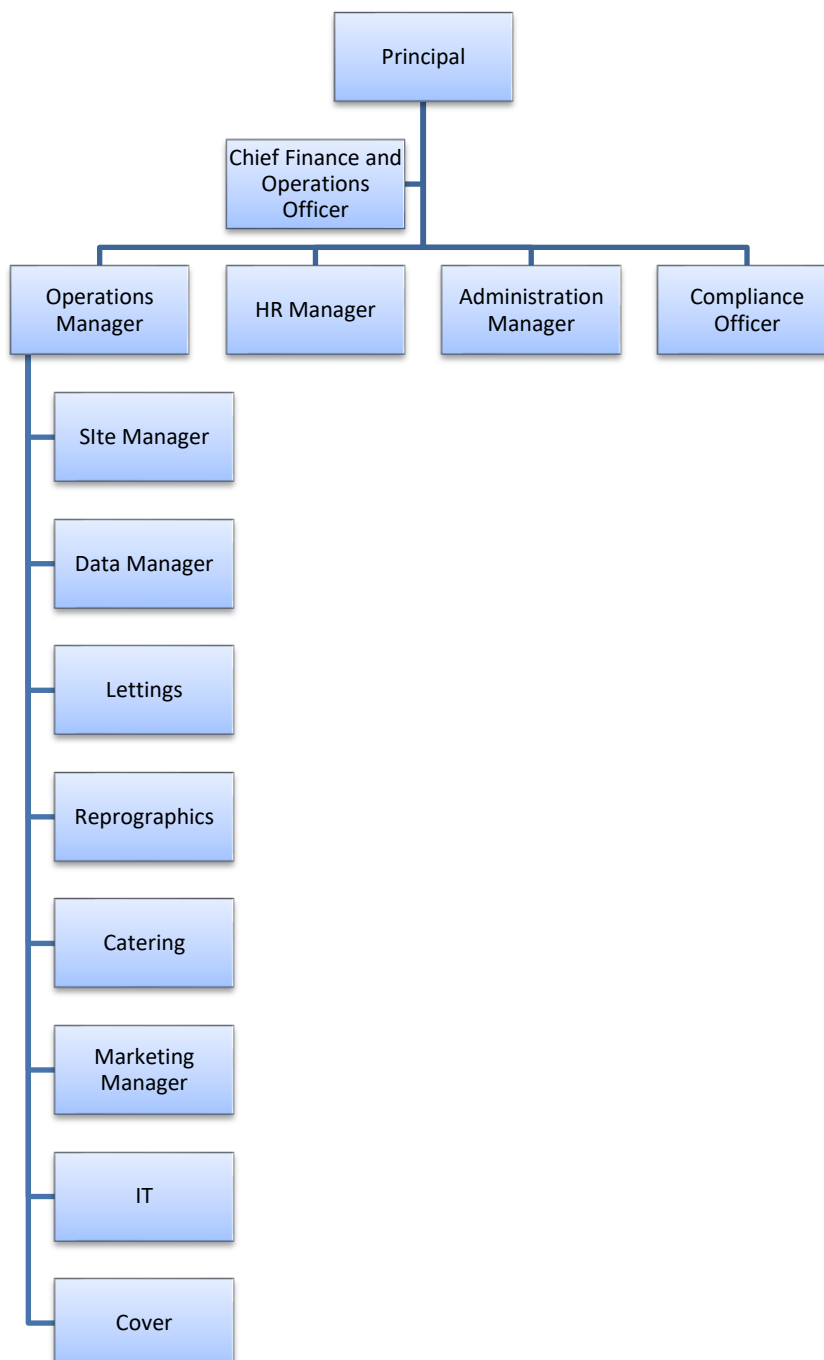 Principal
Chief Finance and
Operations
Officer
Operations
Manager
HR Manager
Administration
Manager
Compliance
Officer
SIte Manager
Data Manager
Lettings
Reprographics
Catering
Marketing
Manager
IT
Cover